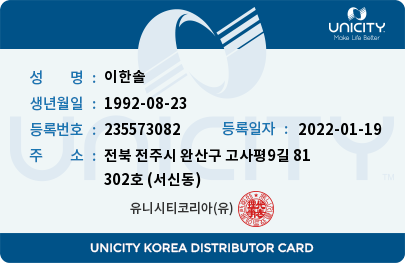 UNICITY
Make Life Better
성 명 : 이한솔
생년월일 : 1992-08-23
등록번호 : 235573082 등록일자 : 2022-01-19
UNICITY TM
주 소 : 전북 전주시 완산구 고사평9길 81
302호 (서신동)
유니시티코리아(유)
UNICITY KOREA DISTRIBUTOR CARD